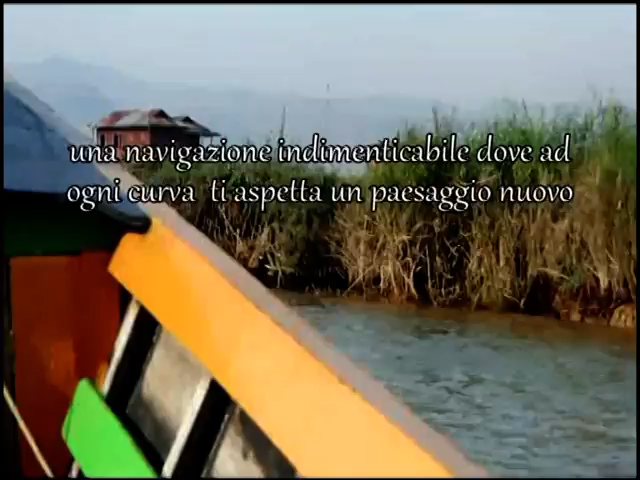 una navigazione indimenticabile dove ad
ogni curva ti aspetta un paesaggio nuovo